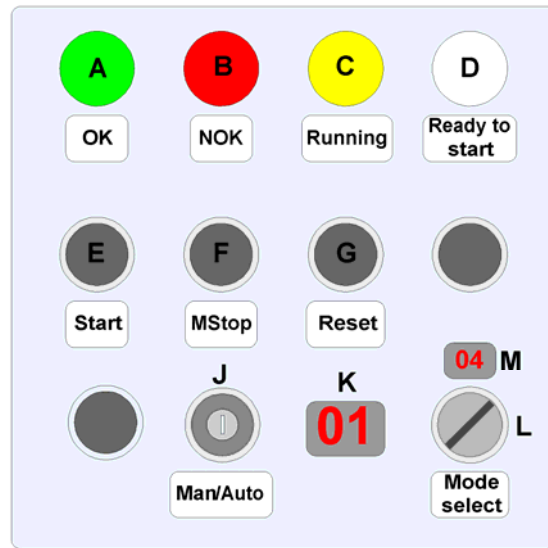 A
B
C
D
OK
NOK
Running
Ready to
start
E
F
G
Start
MStop
Reset
04
M
J
K
01
L
Man/Auto
Mode
select